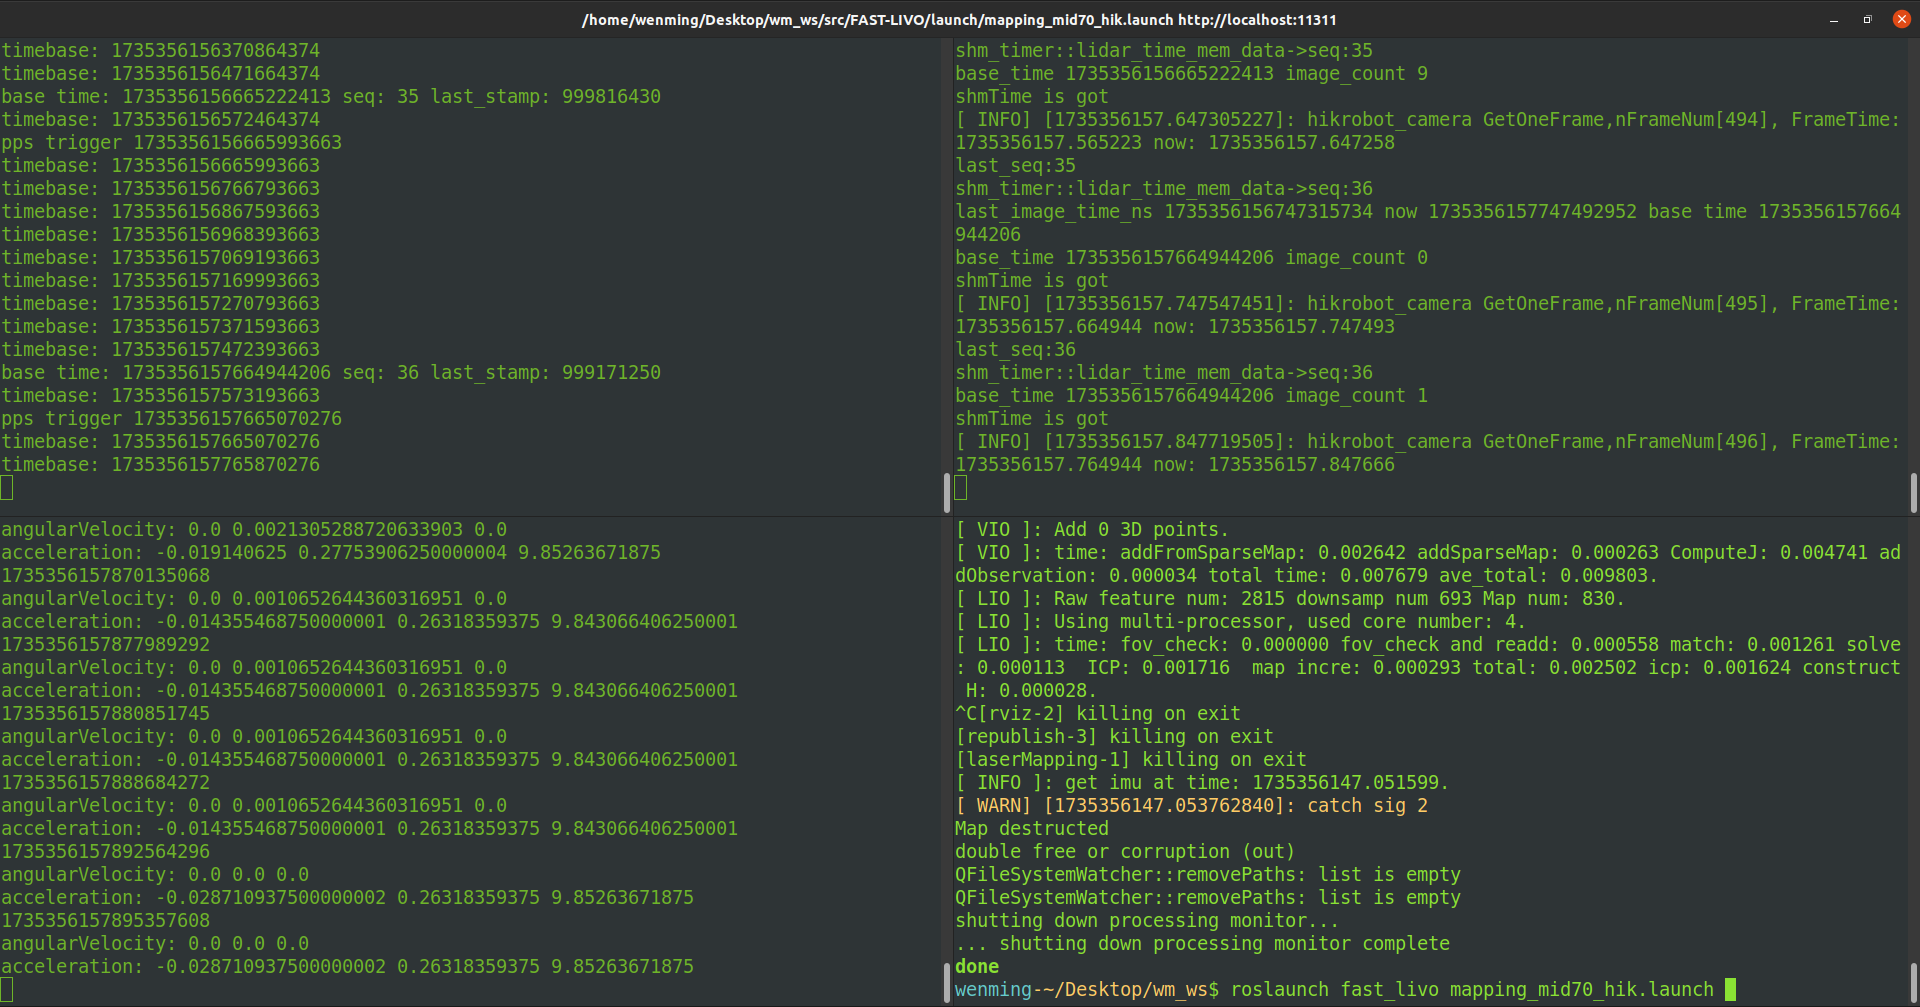 /home/wenming/Desktop/wm_ws/src/FAST-LIVO/launch/mapping_mid70_hik.launch http://localhost:11311
timebase: 1735356156370864374
timebase: 1735356156471664374
base time: 1735356156665222413 seq: 35 last_stamp: 999816430
timebase: 1735356156572464374
pps trigger 1735356156665993663
timebase: 1735356156665993663
timebase: 1735356156766793663
timebase: 1735356156867593663
timebase: 1735356156968393663
timebase: 1735356157069193663
timebase: 1735356157169993663
timebase: 1735356157270793663
timebase: 1735356157371593663
timebase: 1735356157472393663
base time: 1735356157664944206 seq: 36 last_stamp: 999171250
timebase: 1735356157573193663
pps trigger 1735356157665070276
timebase: 1735356157665070276
timebase: 1735356157765870276
shm_timer::lidar_time_mem_data->seq:35
base_time 1735356156665222413 image_count 9
shmTime is got
[ INFO] [1735356157.647305227]: hikrobot_camera GetOneFrame,nFrameNum[494], FrameTime:
1735356157.565223 now: 1735356157.647258
last_seq:35
shm_timer::lidar_time_mem_data->seq:36
last_image_time_ns 1735356156747315734 now 1735356157747492952 base time 1735356157664
944206
base_time 1735356157664944206 image_count 0
shmTime is got
[ INFO] [1735356157.747547451]: hikrobot_camera GetOneFrame,nFrameNum[495], FrameTime:
1735356157.664944 now: 1735356157.747493
last_seq:36
shm_timer::lidar_time_mem_data->seq:36
base_time 1735356157664944206 image_count 1
shmTime is got
[ INFO] [1735356157.847719505]: hikrobot_camera GetOneFrame,nFrameNum[496], FrameTime:
1735356157.764944 now: 1735356157.847666
angularVelocity: 0.0 0.0021305288720633903 0.0
acceleration: -0.019140625 0.27753906250000004 9.85263671875
1735356157870135068
angularVelocity: 0.0 0.0010652644360316951 0.0
acceleration: -0.014355468750000001 0.26318359375 9.843066406250001
1735356157877989292
angularVelocity: 0.0 0.0010652644360316951 0.0
acceleration: -0.014355468750000001 0.26318359375 9.843066406250001
1735356157880851745
angularVelocity: 0.0 0.0010652644360316951 0.0
acceleration: -0.014355468750000001 0.26318359375 9.843066406250001
1735356157888684272
angularVelocity: 0.0 0.0010652644360316951 0.0
acceleration: -0.014355468750000001 0.26318359375 9.843066406250001
1735356157892564296
angularVelocity: 0.0 0.0 0.0
acceleration: -0.028710937500000002 0.26318359375 9.85263671875
1735356157895357608
angularVelocity: 0.0 0.0 0.0
acceleration: -0.028710937500000002 0.26318359375 9.85263671875
[ VIO ]: Add 0 3D points.
[ VIO ]: time: addFromSparseMap: 0.002642 addSparseMap: 0.000263 ComputeJ: 0.004741 ad
dObservation: 0.000034 total time: 0.007679 ave_total: 0.009803.
[ LIO ]: Raw feature num: 2815 downsamp num 693 Map num: 830.
[ LIO ]: Using multi-processor, used core number: 4.
[ LIO ]: time: fov_check: 0.000000 fov_check and readd: 0.000558 match: 0.001261 solve
: 0.000113  ICP: 0.001716  map incre: 0.000293 total: 0.002502 icp: 0.001624 construct
 H: 0.000028.
^C[rviz-2] killing on exit
[republish-3] killing on exit
[laserMapping-1] killing on exit
[ INFO ]: get imu at time: 1735356147.051599.
[ WARN] [1735356147.053762840]: catch sig 2
Map destructed
double free or corruption (out)
QFileSystemWatcher::removePaths: list is empty
QFileSystemWatcher::removePaths: list is empty
shutting down processing monitor...
... shutting down processing monitor complete
done
wenming-~/Desktop/wm_ws$ roslaunch fast_livo mapping_mid70_hik.launch